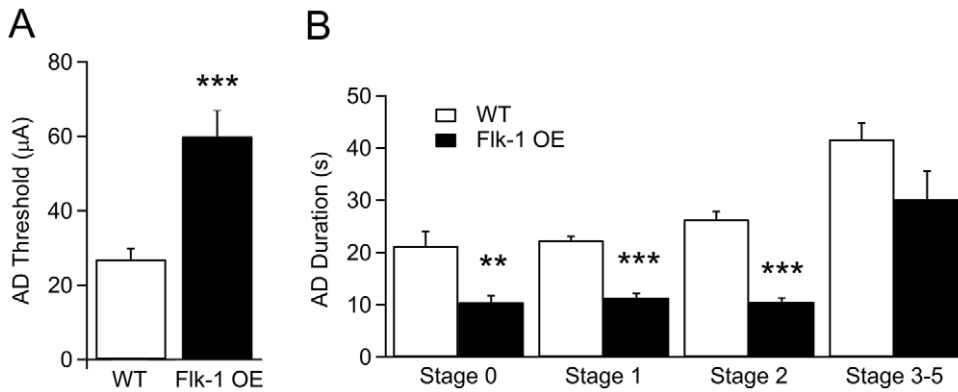 A
AD Threshold (μA)
80
60
40
20
0
***
WT
Flk-1 OE
B
AD Duration (s)
50
40
30
20
10
0
WT
Flk-1 OE
**
***
***
Stage 0
Stage 1
Stage 2
Stage 3-5